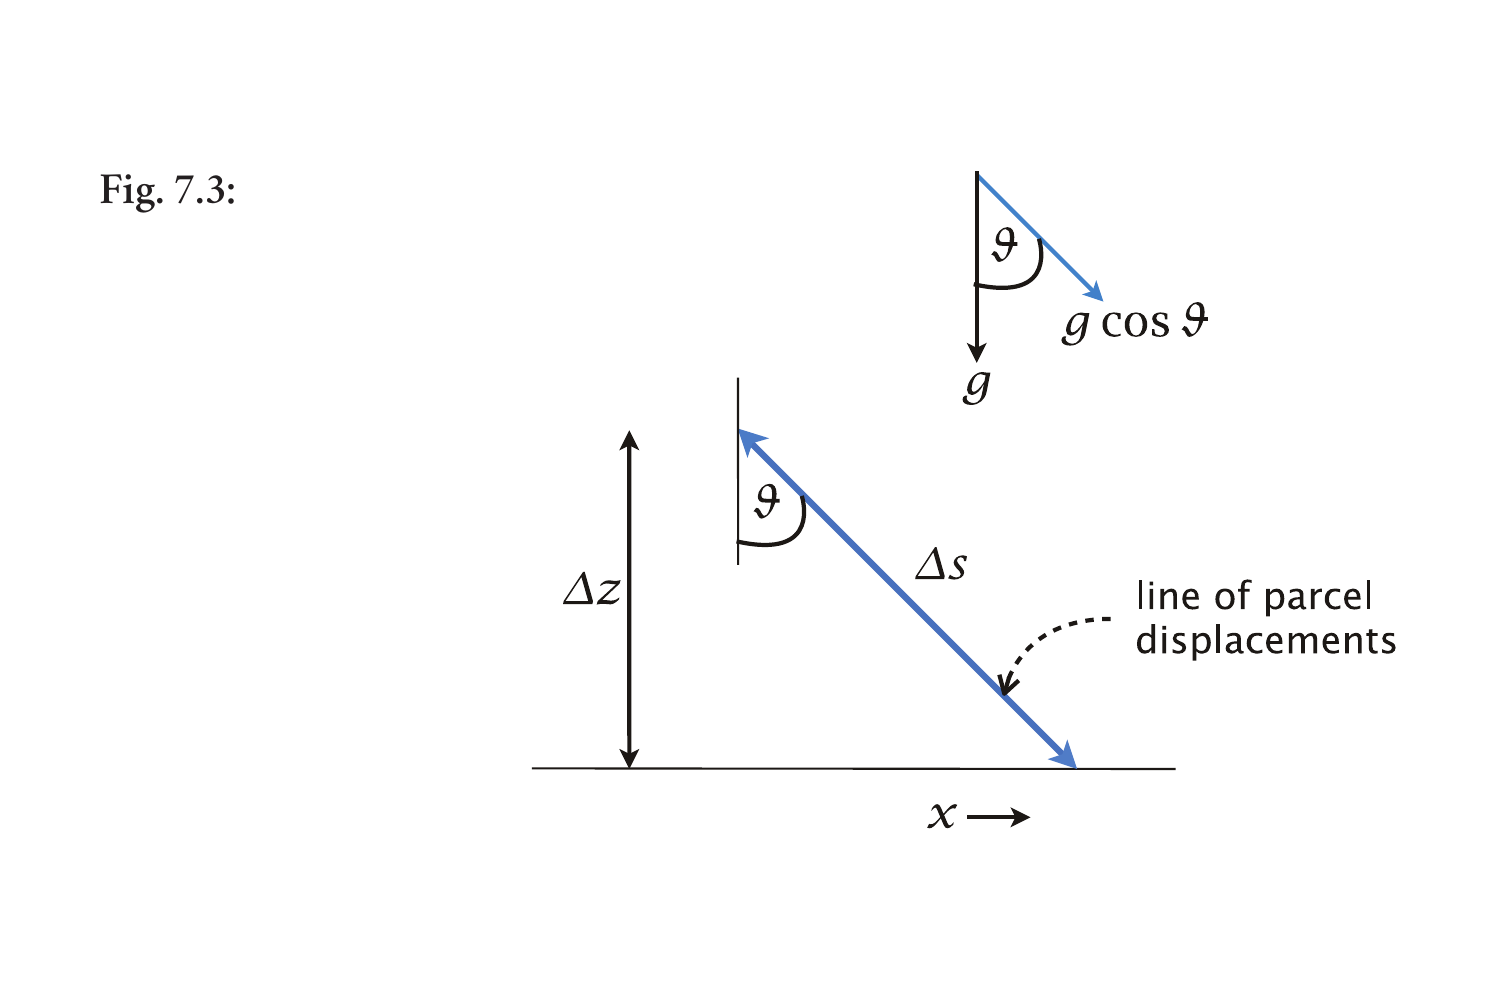 Fig. 7.3:
ϑ
g cos ϑ
g
ϑ
Δs
Δz
line of parcel
displacements
x